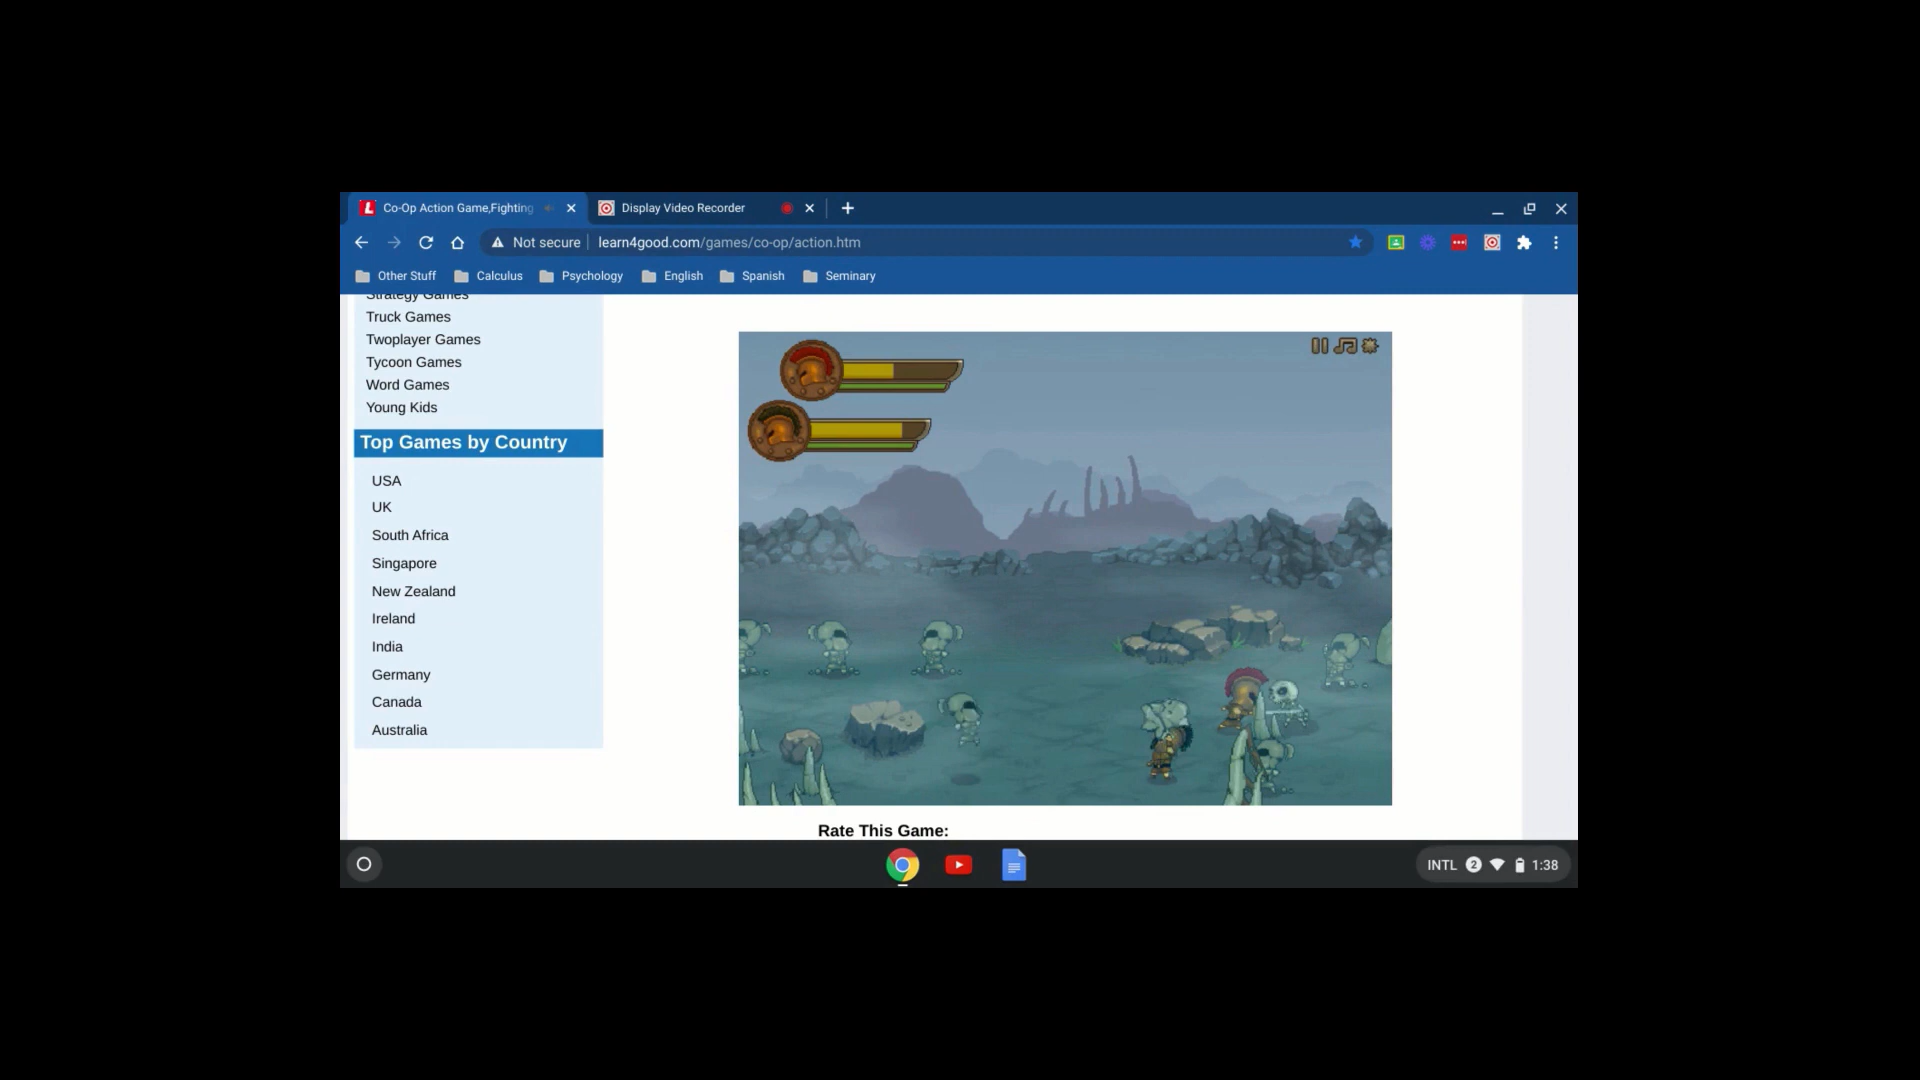 Co-Op Action Game,Fighting
Display Video Recorder
Not secure learn4good.com/games/co-op/action.htm
Other Stuff Calculus Psychology English Spanish Seminary
Strategy Games
Truck Games
Twoplayer Games
Tycoon Games
Word Games
Young Kids
Top Games by Country
USA
UK
South Africa
Singapore
New Zealand
Ireland
India
Germany
Canada
Australia
Rate This Game:
INTL 2 1:38